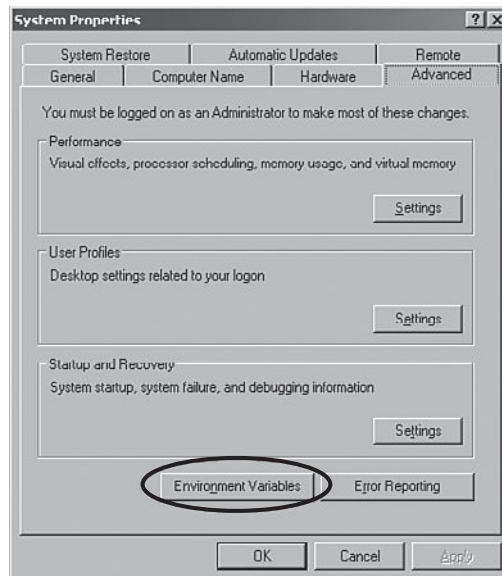 System Properties
System Restore Automatic Updates Remote
General Computer Name Hardware Advanced
You must be logged on as an Administrator to make most of these changes.
Performance
Visual effects, processor scheduling, memory usage, and virtual memory
Settings
User Profiles
Desktop settings related to your logon
Settings
Startup and Recovery
System startup, system failure, and debugging information
Settings
Environment Variables Error Reporting
OK Cancel Apply